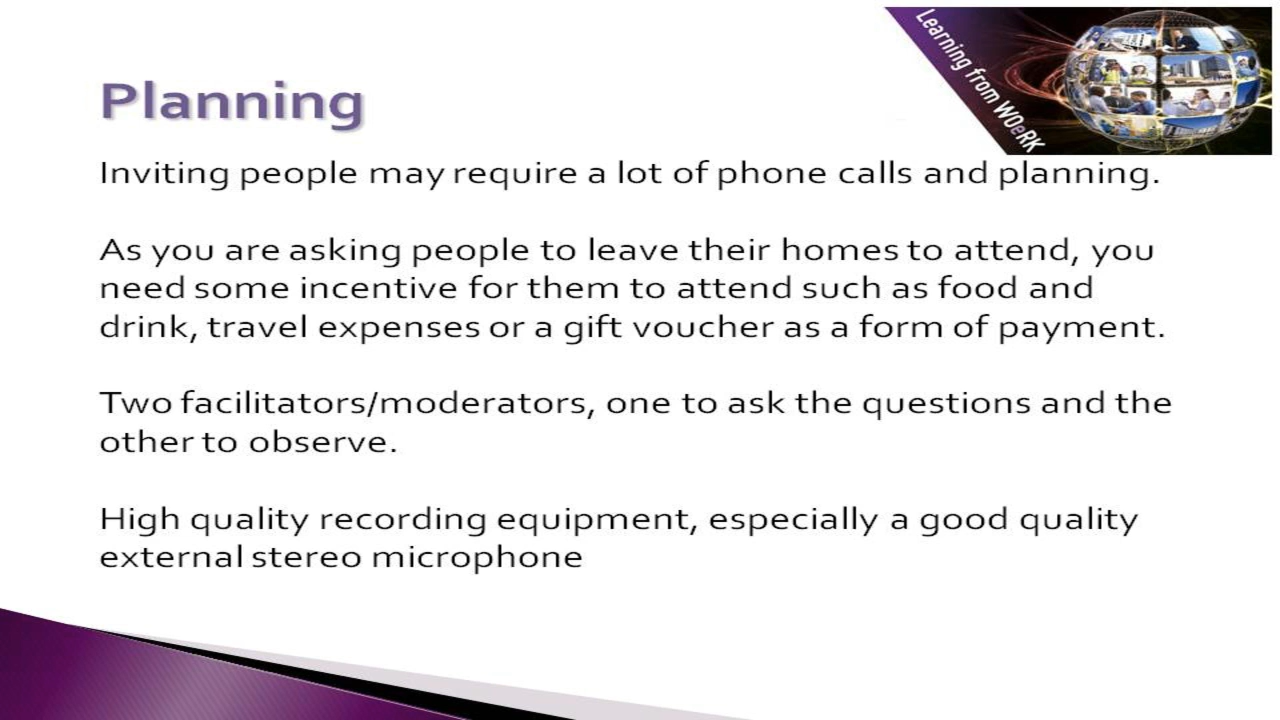 Learning from WOeRK
Planning
Inviting people may require a lot of phone calls and planning.
As you are asking people to leave their homes to attend, you
need some incentive for them to attend such as food and
drink, travel expenses or a gift voucher as a form of payment.
Two facilitators/moderators, one to ask the questions and the
other to observe.
High quality recording equipment, especially a good quality
external stereo microphone